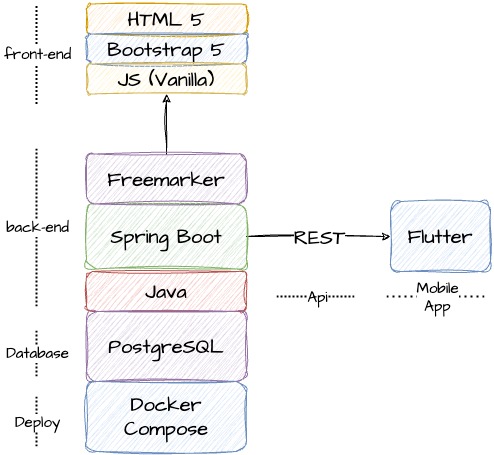 HTML 5
front-end
Bootstrap 5
JS (Vanilla)
Freemarker
back-end
Spring Boot
REST
Flutter
Java
Api
Mobile
App
Database
PostgreSQL
Deploy
Docker
Compose